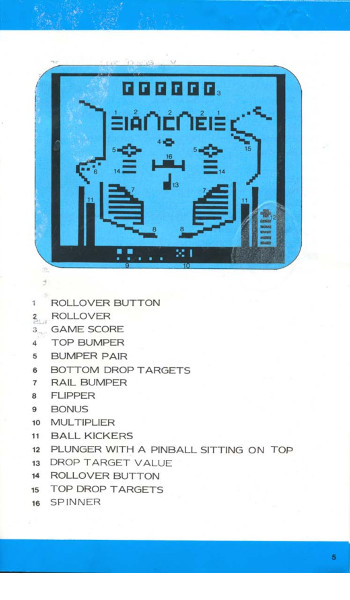 3
1 2 2 2 1
4
5 5
15
16
6
14 14
13
7 7
11 11
12
8 8
X1
9 10
1 ROLLOVER BUTTON
2 ROLLOVER
3 GAME SCORE
4 TOP BUMPER
5 BUMPER PAIR
6 BOTTOM DROP TARGETS
7 RAIL BUMPER
8 FLIPPER
9 BONUS
10 MULTIPLIER
11 BALL KICKERS
12 PLUNGER WITH A PINBALL SITTING ON TOP
13 DROP TARGET VALUE
14 ROLLOVER BUTTON
15 TOP DROP TARGETS
16 SPINNER
5